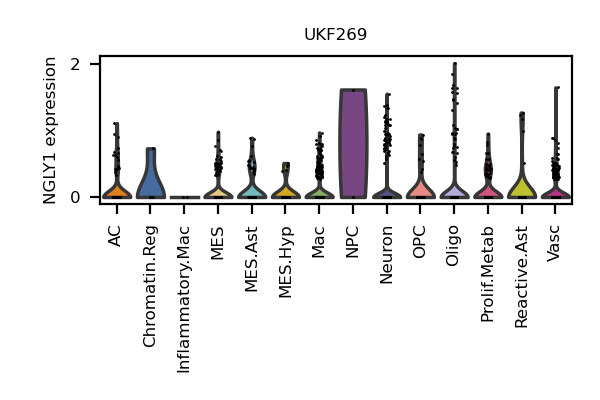 UKF269
NGLY1 expression
2
0
AC
Chromatin.Reg
Inflammatory.Mac
MES
MES.Ast
MES.Hyp
Mac
NPC
Neuron
OPC
Oligo
Prolif.Metab
Reactive.Ast
Vasc